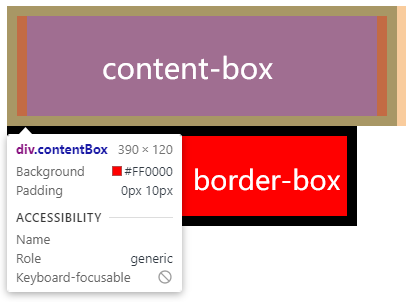 content-box
div.contentBox 390 × 120
Background #FF0000
Padding 0px 10px
border-box
ACCESSIBILITY
Name
Role generic
Keyboard-focusable